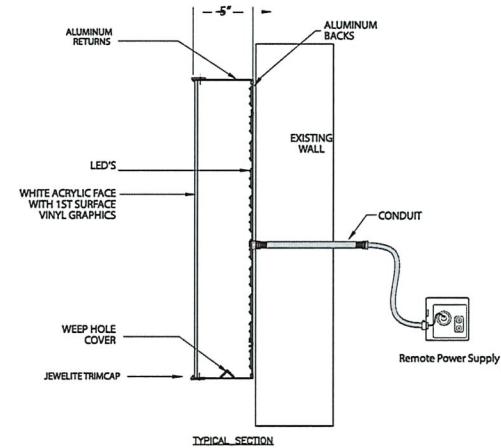 5"
ALUMINUM
RETURNS
ALUMINUM
BACKS
EXISTING
WALL
LED'S
WHITE ACRYLIC FACE
WITH 1ST SURFACE
VINYL GRAPHICS
CONDUIT
WEEP HOLE
COVER
Remote Power Supply
JEWELITE TRIMCAP
TYPICAL SECTION